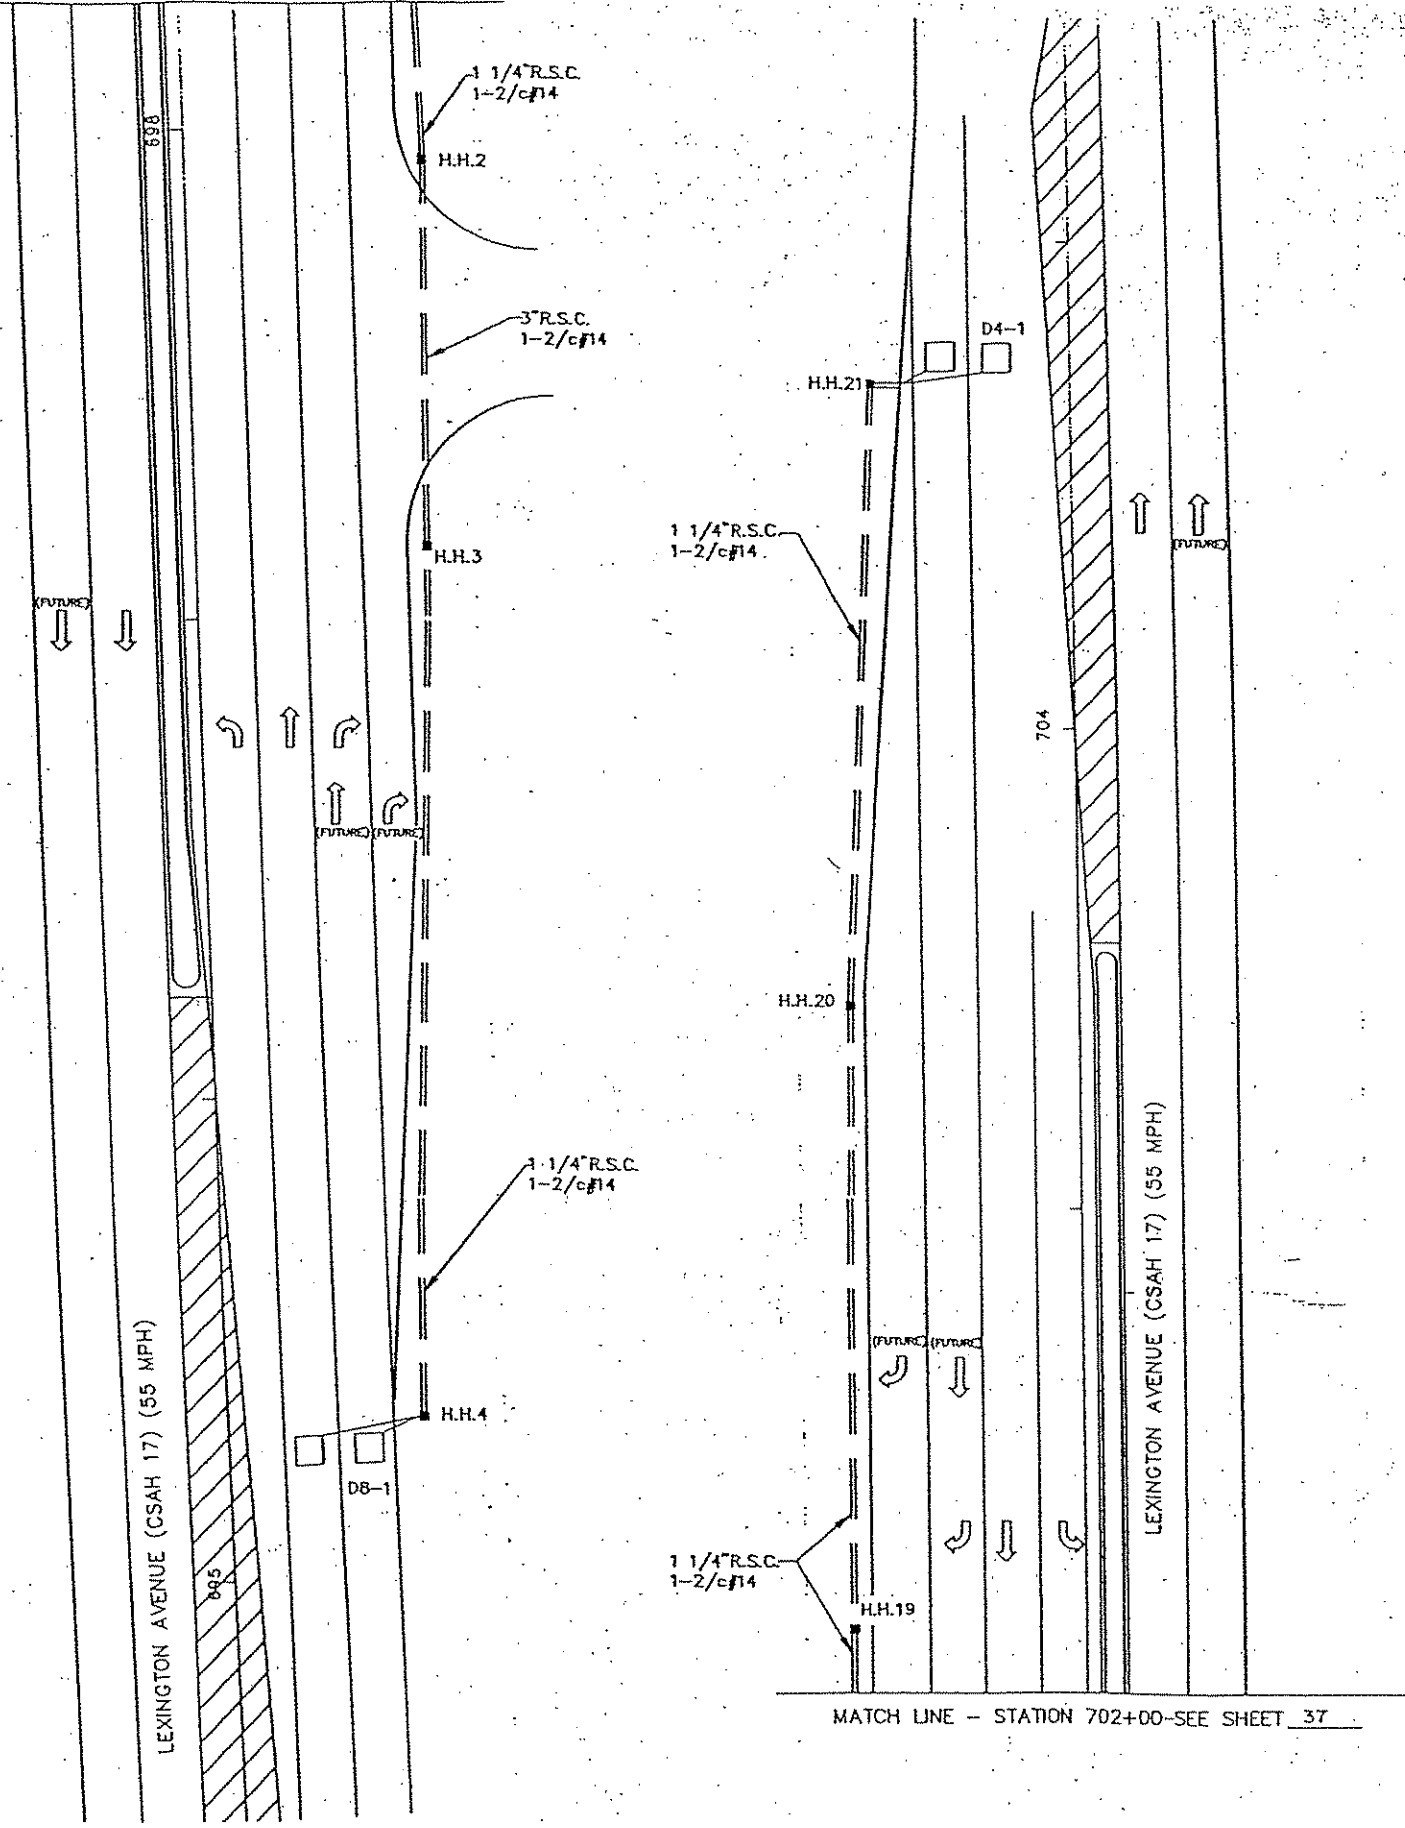 1 1/4"R.S.C.
1-2/c#14
698
H.H.2
3"R.S.C.
1-2/c#14
H.H.3
(FUTURE)
(FUTURE)
(FUTURE)
1 1/4"R.S.C.
1-2/c#14
H.H.4
D8-1
LEXINGTON AVENUE (CSAH 17) (55 MPH)
695
D4-1
H.H.21
1 1/4"R.S.C.
1-2/c#14
(FUTURE)
704
H.H.20
LEXINGTON AVENUE (CSAH 17) (55 MPH)
(FUTURE)
(FUTURE)
1 1/4"R.S.C.
1-2/c#14
H.H.19
MATCH LINE - STATION 702+00-SEE SHEET 37